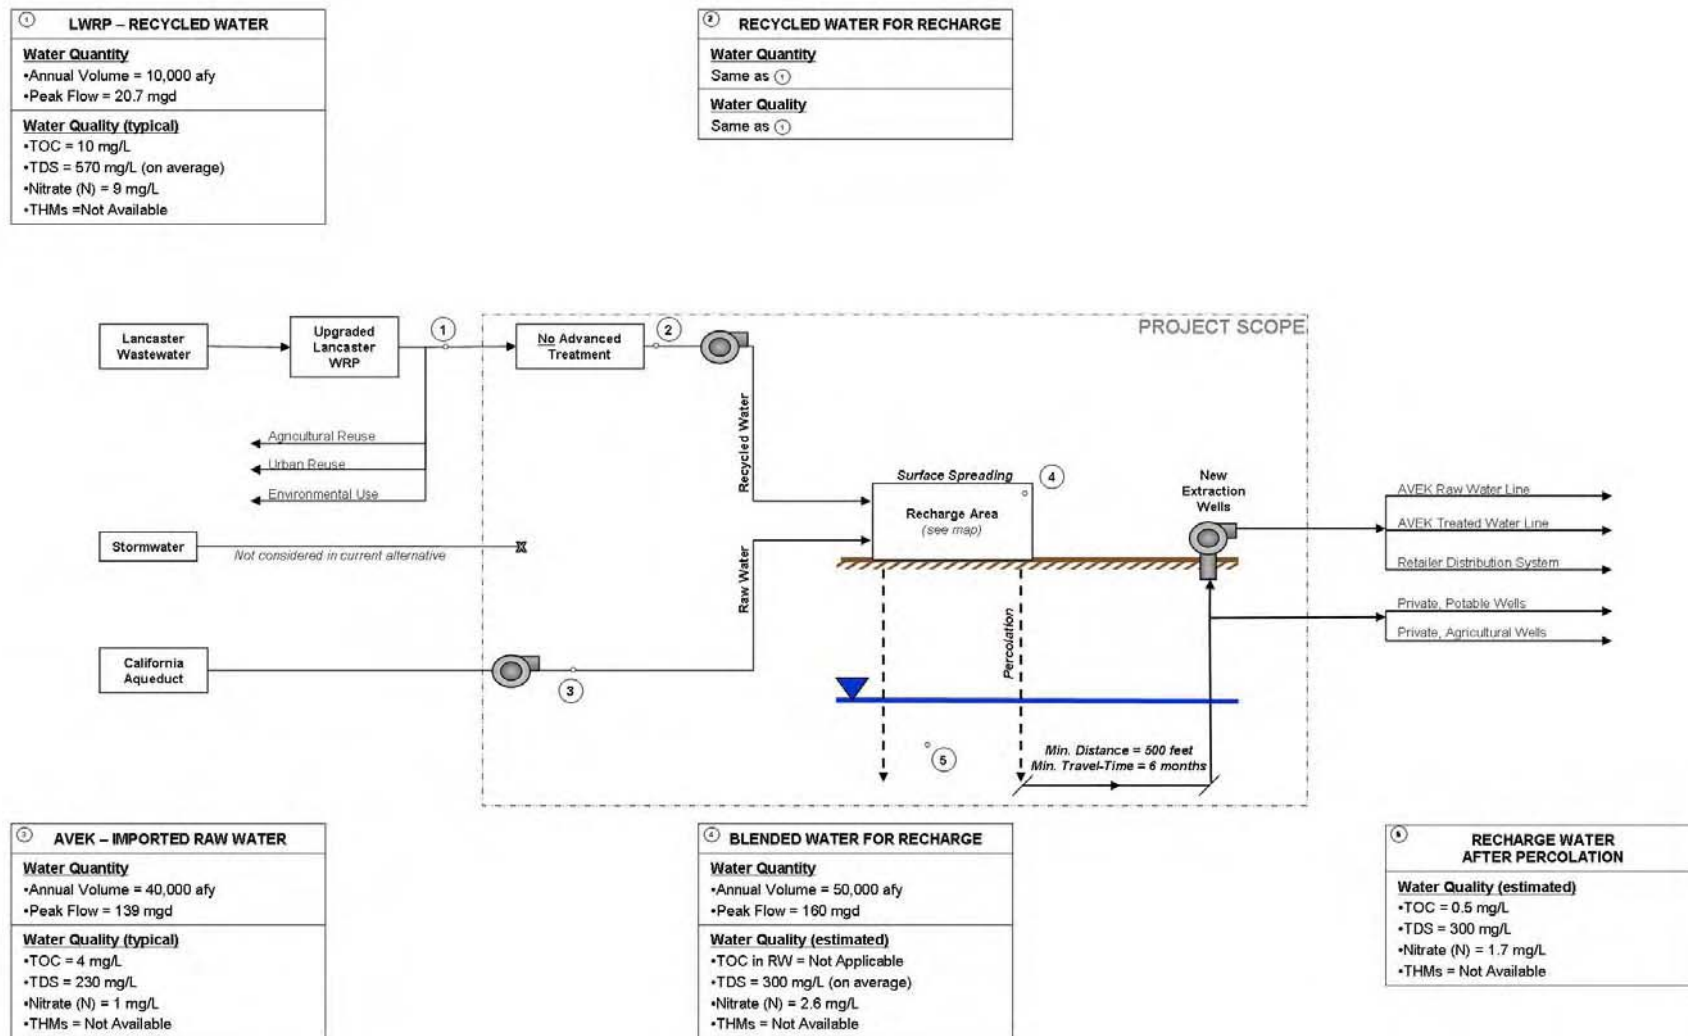 ① LWRP – RECYCLED WATER
Water Quantity
•Annual Volume = 10,000 afy
•Peak Flow = 20.7 mgd
Water Quality (typical)
•TOC = 10 mg/L
•TDS = 570 mg/L (on average)
•Nitrate (N) = 9 mg/L
•THMs =Not Available
② RECYCLED WATER FOR RECHARGE
Water Quantity
Same as ①
Water Quality
Same as ①
PROJECT SCOPE
Lancaster
Wastewater
Upgraded
Lancaster
WRP
①
No Advanced
Treatment
②
Recycled Water
Agricultural Reuse
Urban Reuse
Environmental Use
Stormwater
Not considered in current alternative
X
Surface Spreading
④
Recharge Area
(see map)
New
Extraction
Wells
AVEK Raw Water Line
AVEK Treated Water Line
Retailer Distribution System
Private, Potable Wells
Private, Agricultural Wells
Raw Water
Percolation
California
Aqueduct
③
⑤
Min. Distance = 500 feet
Min. Travel-Time = 6 months
③ AVEK – IMPORTED RAW WATER
Water Quantity
•Annual Volume = 40,000 afy
•Peak Flow = 139 mgd
Water Quality (typical)
•TOC = 4 mg/L
•TDS = 230 mg/L
•Nitrate (N) = 1 mg/L
•THMs = Not Available
④ BLENDED WATER FOR RECHARGE
Water Quantity
•Annual Volume = 50,000 afy
•Peak Flow = 160 mgd
Water Quality (estimated)
•TOC in RW = Not Applicable
•TDS = 300 mg/L (on average)
•Nitrate (N) = 2.6 mg/L
•THMs = Not Available
⑤ RECHARGE WATER
AFTER PERCOLATION
Water Quality (estimated)
•TOC = 0.5 mg/L
•TDS = 300 mg/L
•Nitrate (N) = 1.7 mg/L
•THMs = Not Available